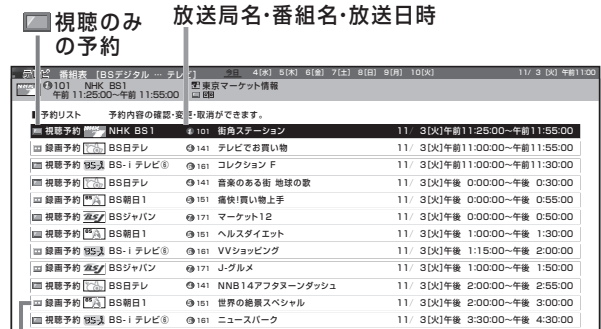 視聴のみの予約
放送局名・番組名・放送日時
番組表 [BSデジタル … テレビ] 今日 4[水] 5[木] 6[金] 7[土] 8[日] 9[月] 10[火] 11/ 3 [火] 午前11:00
101 NHK BS1 東京マーケット情報
午前 11:25:00~午前 11:55:00
予約リスト 予約内容の確認・変更・取消ができます。
視聴予約 NHK BS1 101 街角ステーション 11/ 3[火]午前11:25:00~午前11:55:00
録画予約 BS日テレ 141 テレビでお買い物 11/ 3[火]午前11:00:00~午前11:55:00
視聴予約 BS-i BS-i テレビ⑥ 161 コレクション F 11/ 3[火]午前11:00:00~午前11:30:00
録画予約 BS日テレ 141 音楽のある街 地球の歌 11/ 3[火]午後 0:00:00~午後 0:30:00
録画予約 BS朝日1 151 痛快!買い物上手 11/ 3[火]午後 0:00:00~午後 0:55:00
視聴予約 BSJ BSジャパン 171 マーケット12 11/ 3[火]午後 0:00:00~午後 0:50:00
視聴予約 BS朝日1 151 ヘルスダイエット 11/ 3[火]午後 1:00:00~午後 1:30:00
録画予約 BS-i BS-i テレビ⑥ 161 VVショッピング 11/ 3[火]午後 1:15:00~午後 2:00:00
録画予約 BSJ BSジャパン 171 J-グルメ 11/ 3[火]午後 1:00:00~午後 1:50:00
視聴予約 BS日テレ 141 NNB14アフタヌーンダッシュ 11/ 3[火]午後 2:00:00~午後 2:55:00
録画予約 BS朝日1 151 世界の絶景スペシャル 11/ 3[火]午後 2:00:00~午後 3:00:00
視聴予約 BS-i BS-i テレビ⑥ 161 ニュースパーク 11/ 3[火]午後 3:30:00~午後 4:30:00